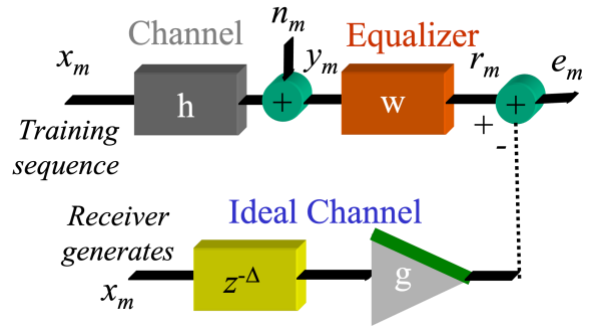 Channel
n_m
Equalizer
x_m
y_m
r_m
e_m
h
+
w
+
+
-
Training
sequence
Receiver
generates
Ideal Channel
x_m
z^-Δ
g